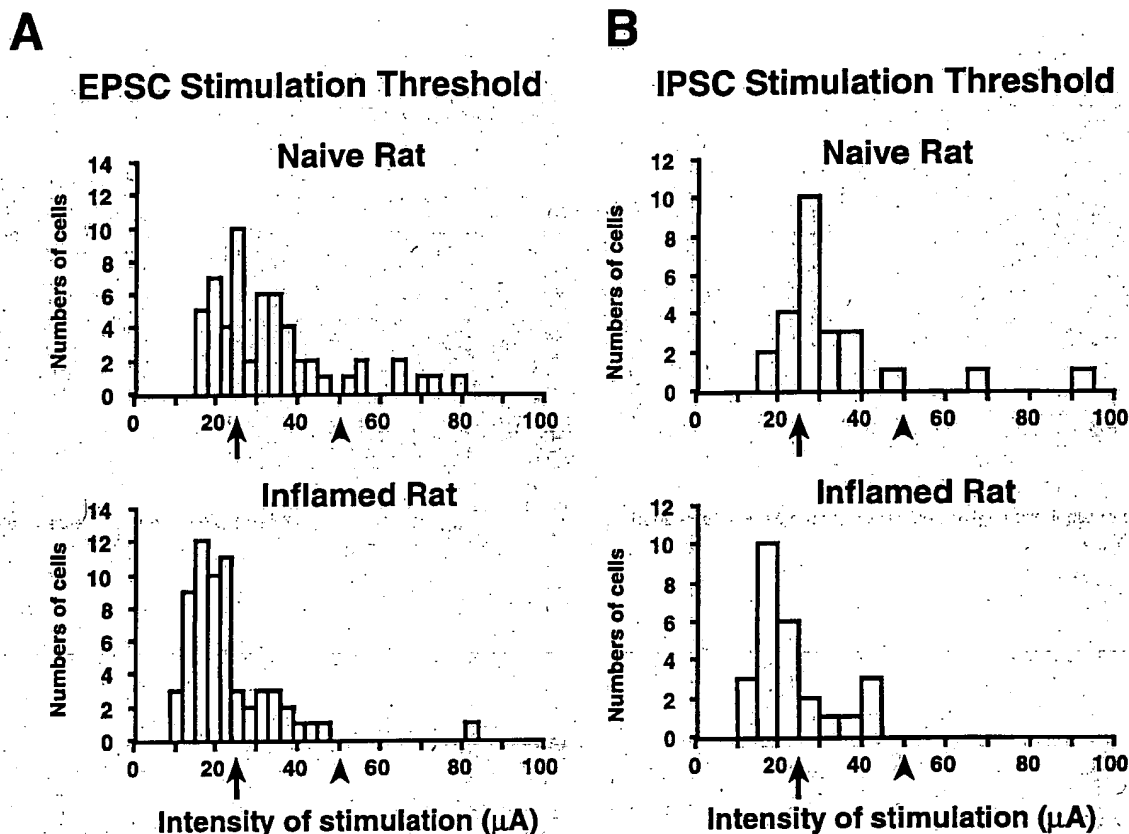 A
EPSC Stimulation Threshold
Naive Rat
Numbers of cells
14
12
10
8
6
4
2
0
0 20 40 60 80 100
Inflamed Rat
Numbers of cells
14
12
10
8
6
4
2
0
0 20 40 60 80 100
Intensity of stimulation (μA)
B
IPSC Stimulation Threshold
Naive Rat
Numbers of cells
12
10
8
6
4
2
0
0 20 40 60 80 100
Inflamed Rat
Numbers of cells
12
10
8
6
4
2
0
0 20 40 60 80 100
Intensity of stimulation (μA)